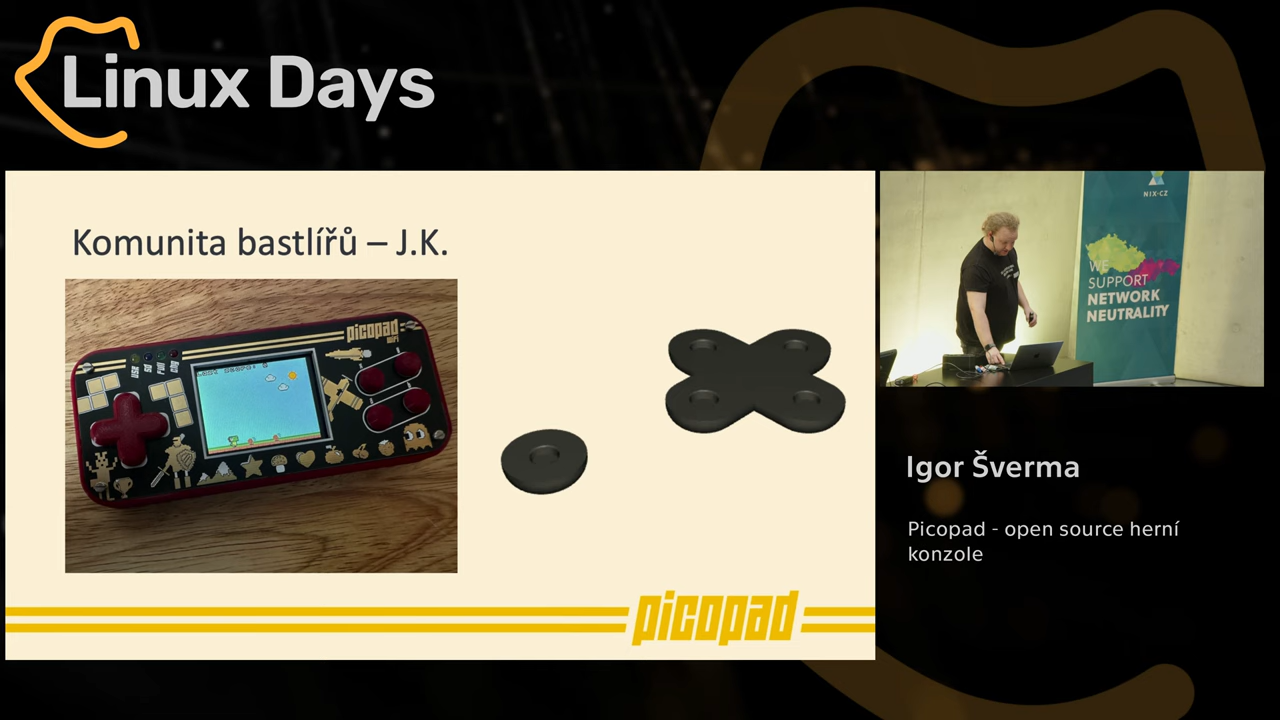 Linux Days
Komunita bastlířů – J.K.
picopad
WiFi
picopad
NIX·CZ
WE
SUPPORT
NETWORK
NEUTRALITY
Igor Šverma
Picopad - open source herní
konzole